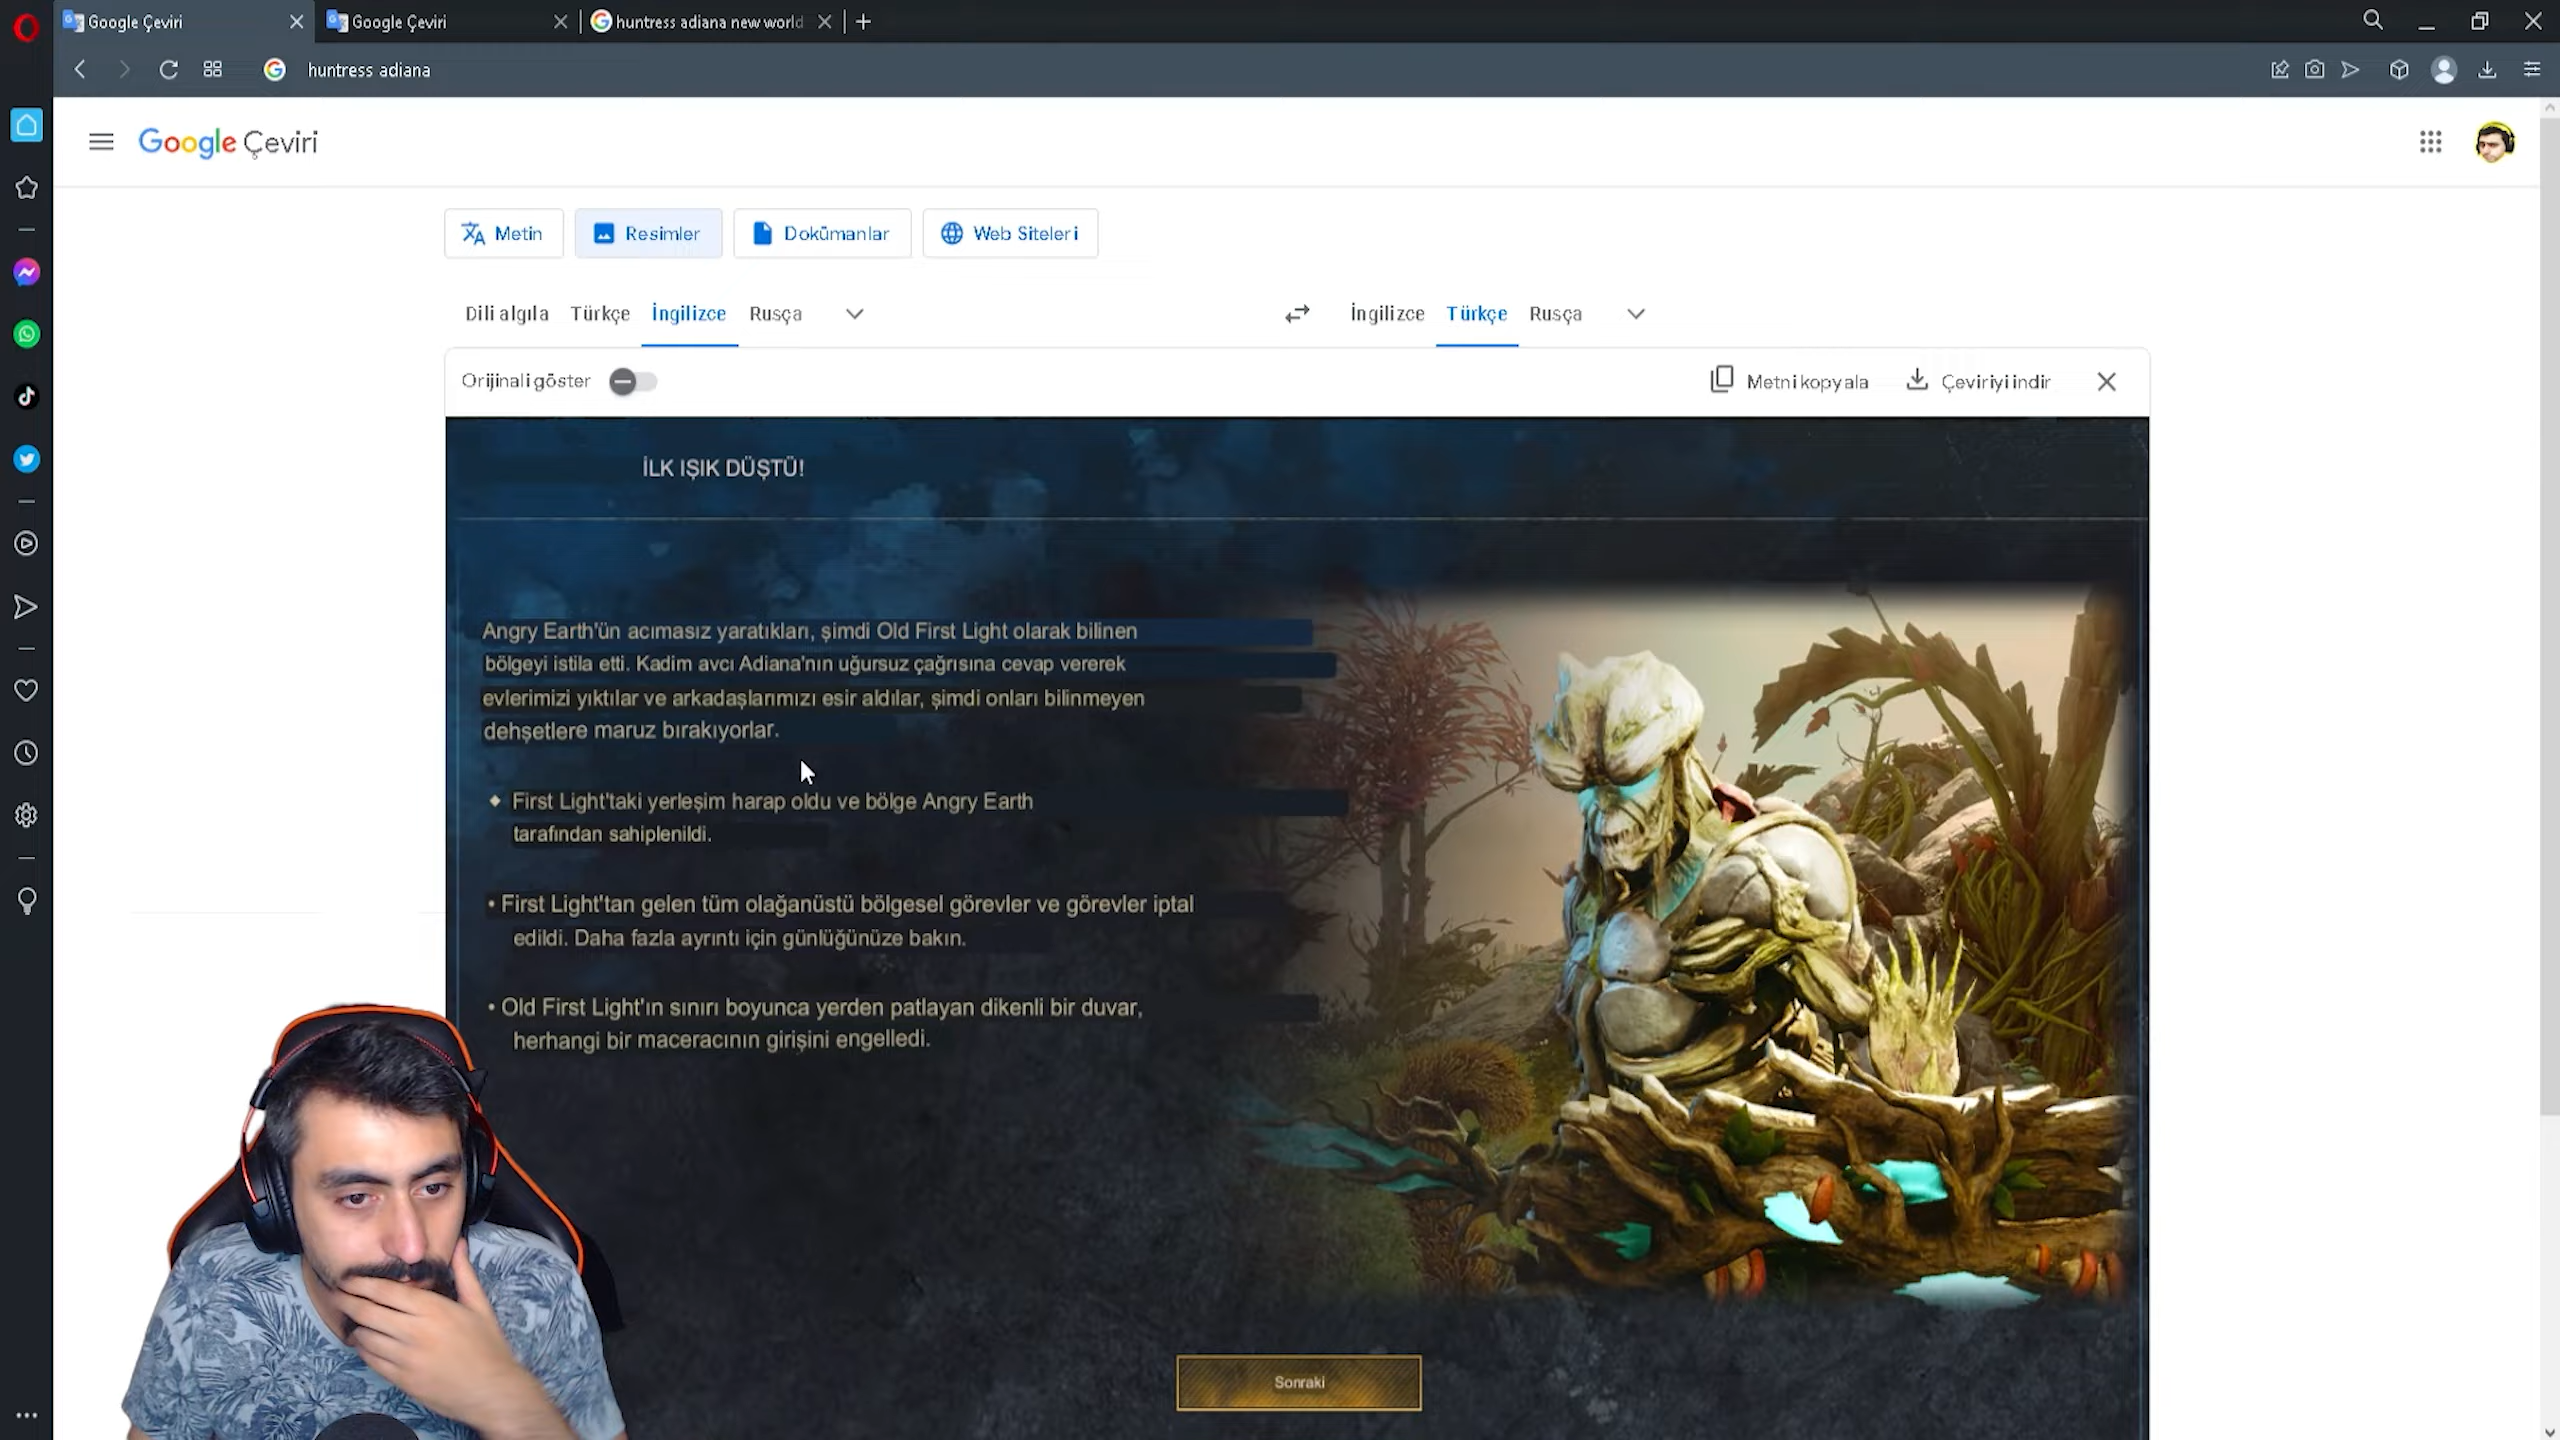 Google Çeviri
Google Çeviri
huntress adiana new world
huntress adiana
Google Çeviri
Metin
Resimler
Dokümanlar
Web Siteleri
Dili algıla Türkçe İngilizce Rusça
İngilizce Türkçe Rusça
Orijinali göster
Metni kopyala
Çeviriyi indir
İLK IŞIK DÜŞTÜ!
Angry Earth'ün acımasız yaratıkları, şimdi Old First Light olarak bilinen
bölgeyi istila etti. Kadim avcı Adiana'nın uğursuz çağrısına cevap vererek
evlerimizi yıktılar ve arkadaşlarımızı esir aldılar, şimdi onları bilinmeyen
dehşetlere maruz bırakıyorlar.
◆ First Light'taki yerleşim harap oldu ve bölge Angry Earth
tarafından sahiplenildi.
• First Light'tan gelen tüm olağanüstü bölgesel görevler ve görevler iptal
edildi. Daha fazla ayrıntı için günlüğünüze bakın.
• Old First Light'ın sınırı boyunca yerden patlayan dikenli bir duvar,
herhangi bir maceracının girişini engelledi.
Sonraki